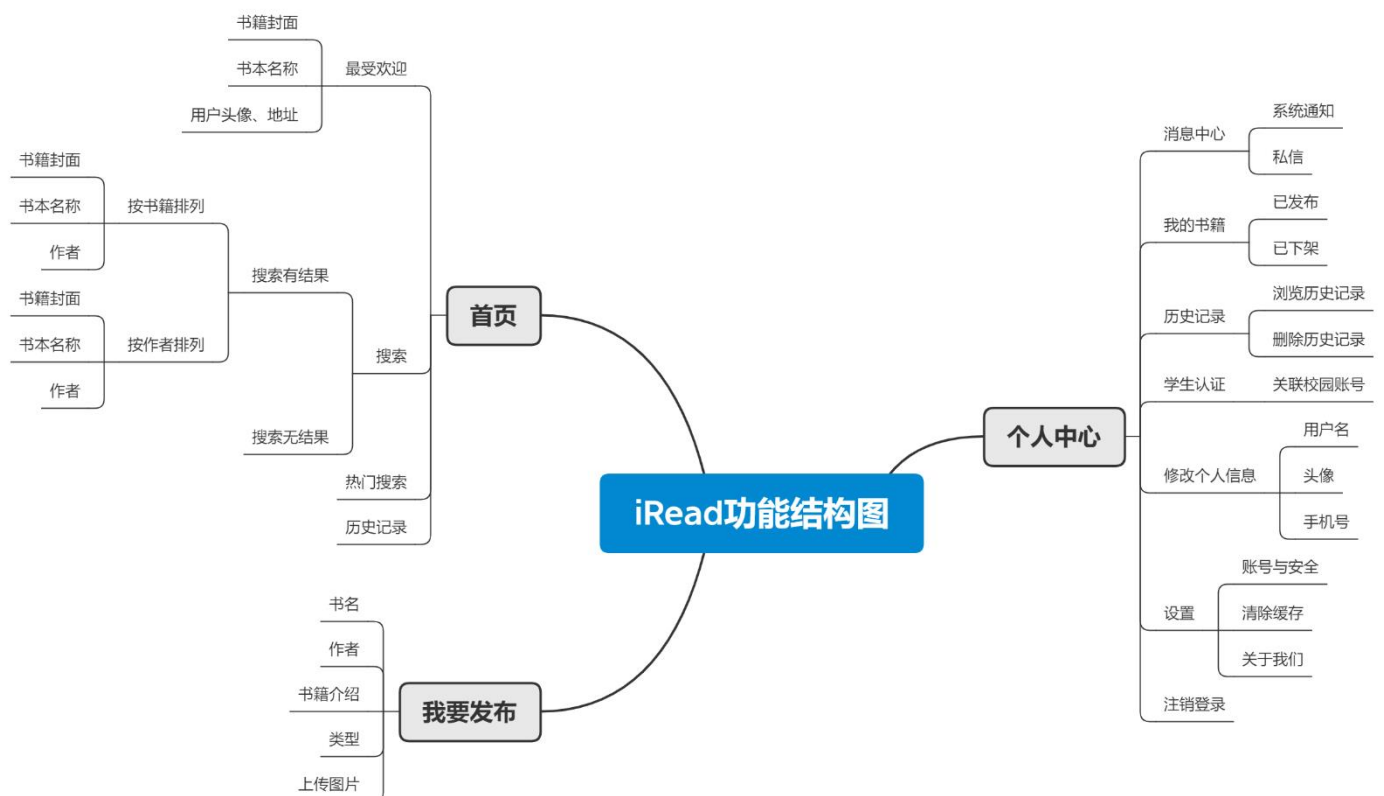 iRead功能结构图
首页
最受欢迎
书籍封面
书本名称
用户头像、地址
搜索
搜索有结果
按书籍排列
书籍封面
书本名称
作者
按作者排列
书籍封面
书本名称
作者
搜索无结果
热门搜索
历史记录
我要发布
书名
作者
书籍介绍
类型
上传图片
个人中心
消息中心
系统通知
私信
我的书籍
已发布
已下架
历史记录
浏览历史记录
删除历史记录
学生认证
关联校园账号
修改个人信息
用户名
头像
手机号
设置
账号与安全
清除缓存
关于我们
注销登录